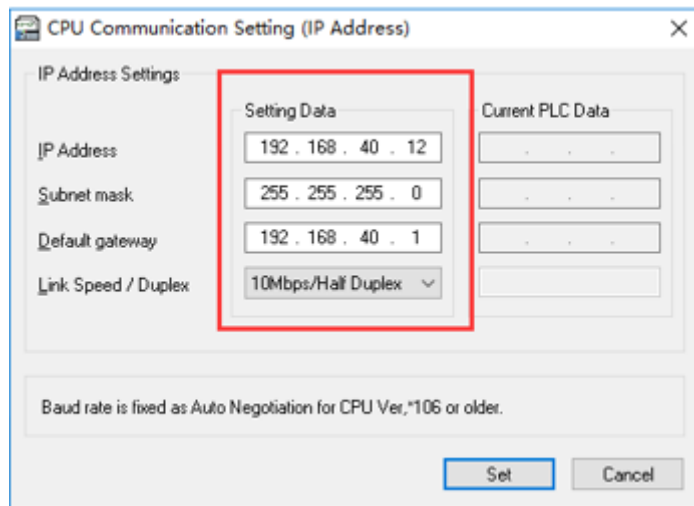 CPU Communication Setting (IP Address)
IP Address Settings
Setting Data
Current PLC Data
IP Address
192 . 168 . 40 . 12
. . .
Subnet mask
255 . 255 . 255 . 0
. . .
Default gateway
192 . 168 . 40 . 1
. . .
Link Speed / Duplex
10Mbps/Half Duplex
Baud rate is fixed as Auto Negotiation for CPU Ver,*106 or older.
Set
Cancel